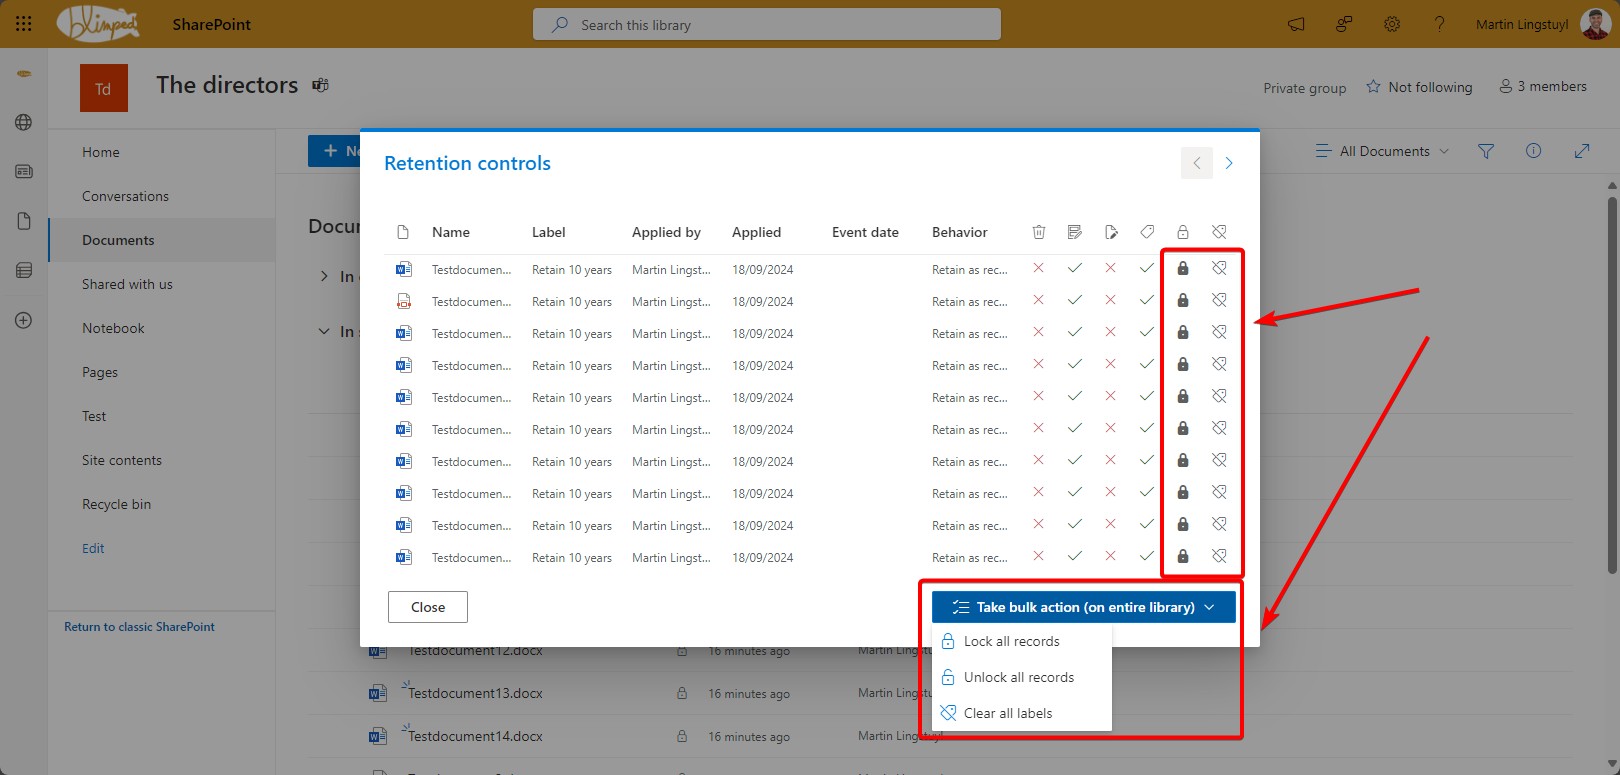 blimped
SharePoint
Search this library
?
Martin Lingstuyl
Td
The directors
Private group
Not following
3 members
Home
Conversations
Documents
Shared with us
Notebook
Pages
Test
Site contents
Recycle bin
Edit
Return to classic SharePoint
+ Ne
All Documents
Docu
In
In s
Retention controls
Name Label Applied by Applied Event date Behavior
Testdocumen... Retain 10 years Martin Lingst... 18/09/2024 Retain as rec...
Testdocumen... Retain 10 years Martin Lingst... 18/09/2024 Retain as rec...
Testdocumen... Retain 10 years Martin Lingst... 18/09/2024 Retain as rec...
Testdocumen... Retain 10 years Martin Lingst... 18/09/2024 Retain as rec...
Testdocumen... Retain 10 years Martin Lingst... 18/09/2024 Retain as rec...
Testdocumen... Retain 10 years Martin Lingst... 18/09/2024 Retain as rec...
Testdocumen... Retain 10 years Martin Lingst... 18/09/2024 Retain as rec...
Testdocumen... Retain 10 years Martin Lingst... 18/09/2024 Retain as rec...
Testdocumen... Retain 10 years Martin Lingst... 18/09/2024 Retain as rec...
Testdocumen... Retain 10 years Martin Lingst... 18/09/2024 Retain as rec...
Close
Take bulk action (on entire library)
Lock all records
Unlock all records
Clear all labels
Testdocument12.docx 16 minutes ago Martin Lingstu
Testdocument13.docx 16 minutes ago Martin Lingstu
Testdocument14.docx 16 minutes ago Martin Lingstuyl